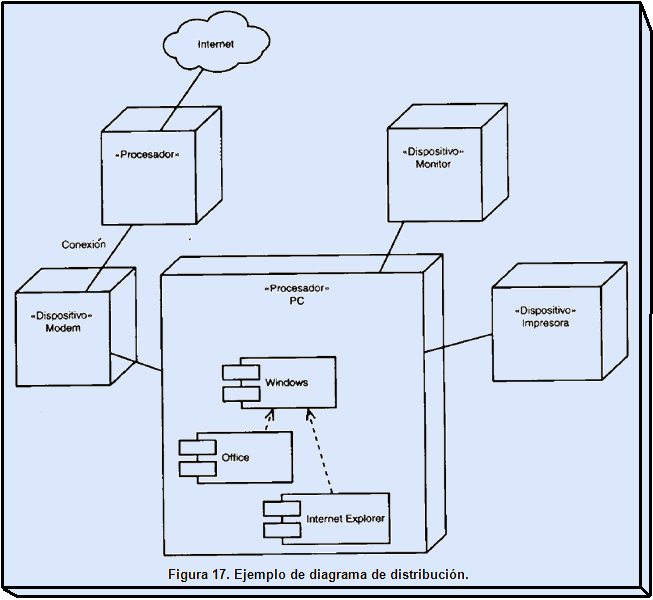 Internet
«Procesador»
«Dispositivo»
Monitor
Conexión
«Procesador»
PC
«Dispositivo»
Modem
«Dispositivo»
Impresora
Windows
Office
Internet Explorer
Figura 17. Ejemplo de diagrama de distribución.